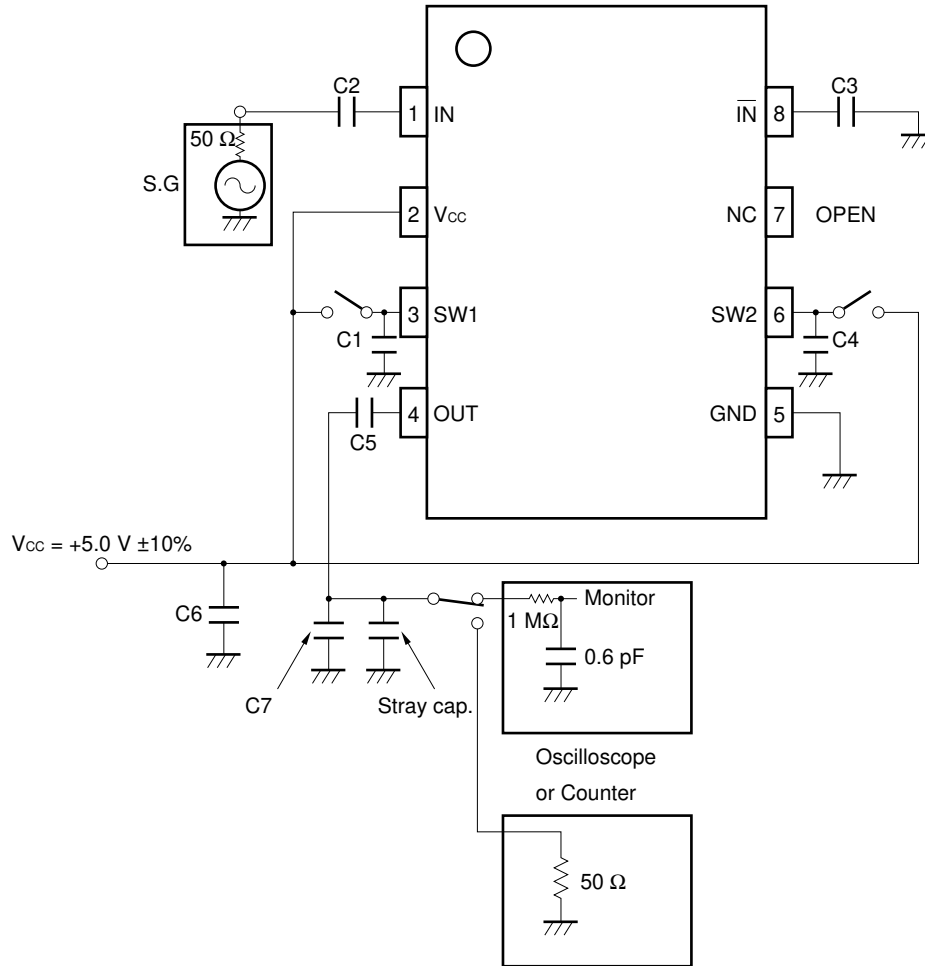 C2
C3
1
IN
IN
8
50 Ω
S.G
2
VCC
NC
7
OPEN
3
SW1
SW2
6
C1
C4
4
OUT
GND
5
C5
VCC = +5.0 V ±10%
C6
Monitor
1 MΩ
0.6 pF
C7
Stray cap.
Oscilloscope
or Counter
50 Ω